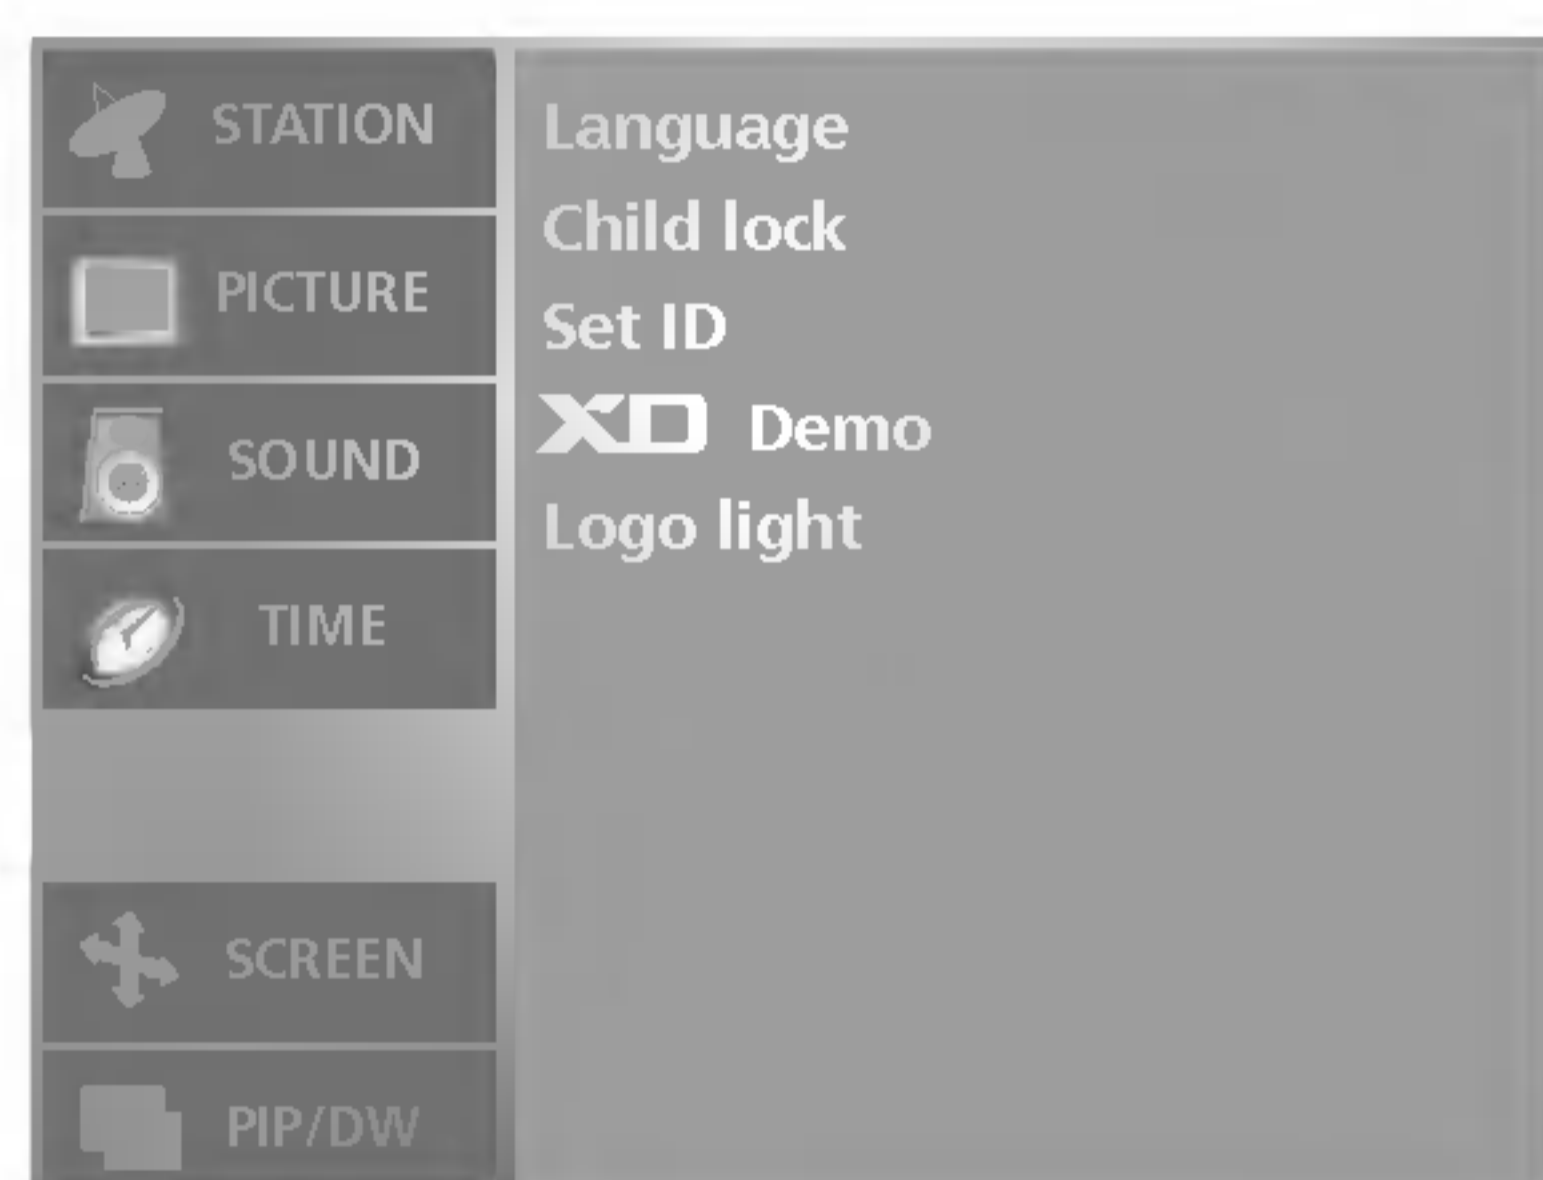 STATION
PICTURE
SOUND
TIME
SCREEN
PIP/DW
Language
Child lock
Set ID
XD Demo
Logo light